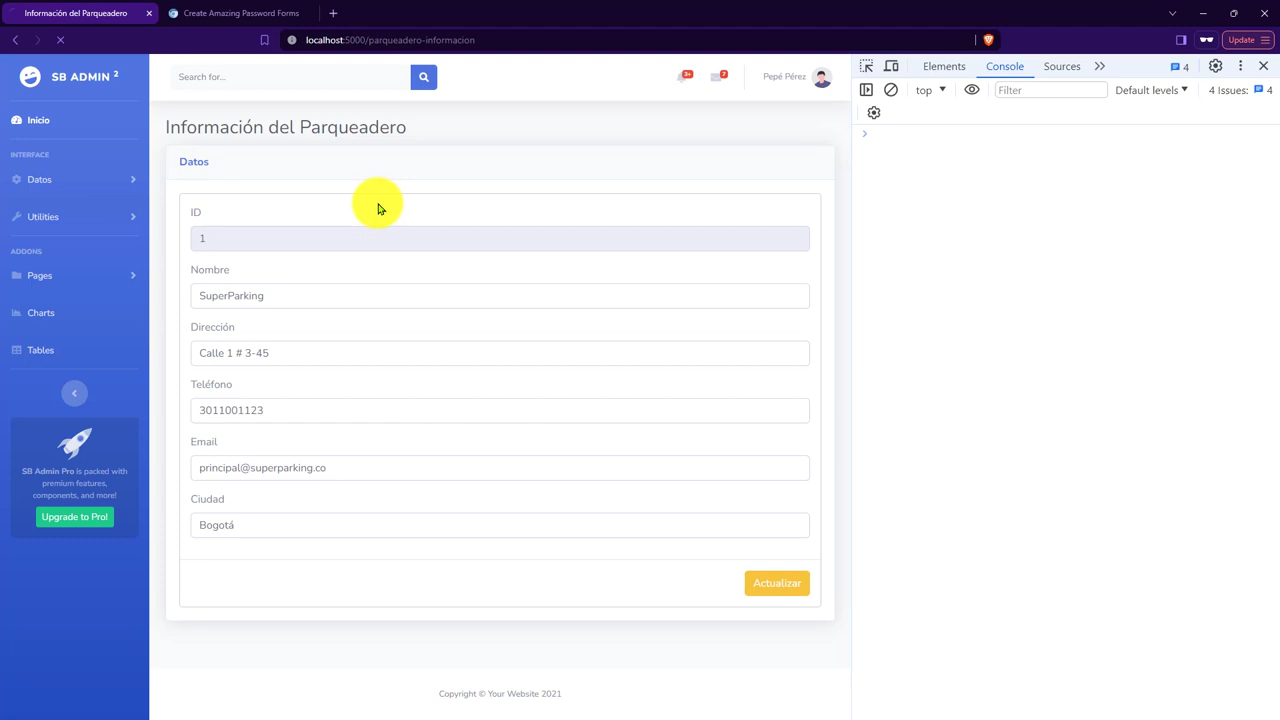 Información del Parqueadero
Create Amazing Password Forms
localhost:5000/parqueadero-informacion
Update
SB ADMIN 2
Search for...
3+
7
Pepé Pérez
Elements
Console
Sources
4
top
Filter
Default levels
4 Issues:
4
Inicio
INTERFACE
Datos
Utilities
ADDONS
Pages
Charts
Tables
SB Admin Pro is packed with
premium features,
components, and more!
Upgrade to Pro!
Información del Parqueadero
Datos
ID
1
Nombre
SuperParking
Dirección
Calle 1 # 3-45
Teléfono
3011001123
Email
principal@superparking.co
Ciudad
Bogotá
Actualizar
Copyright © Your Website 2021